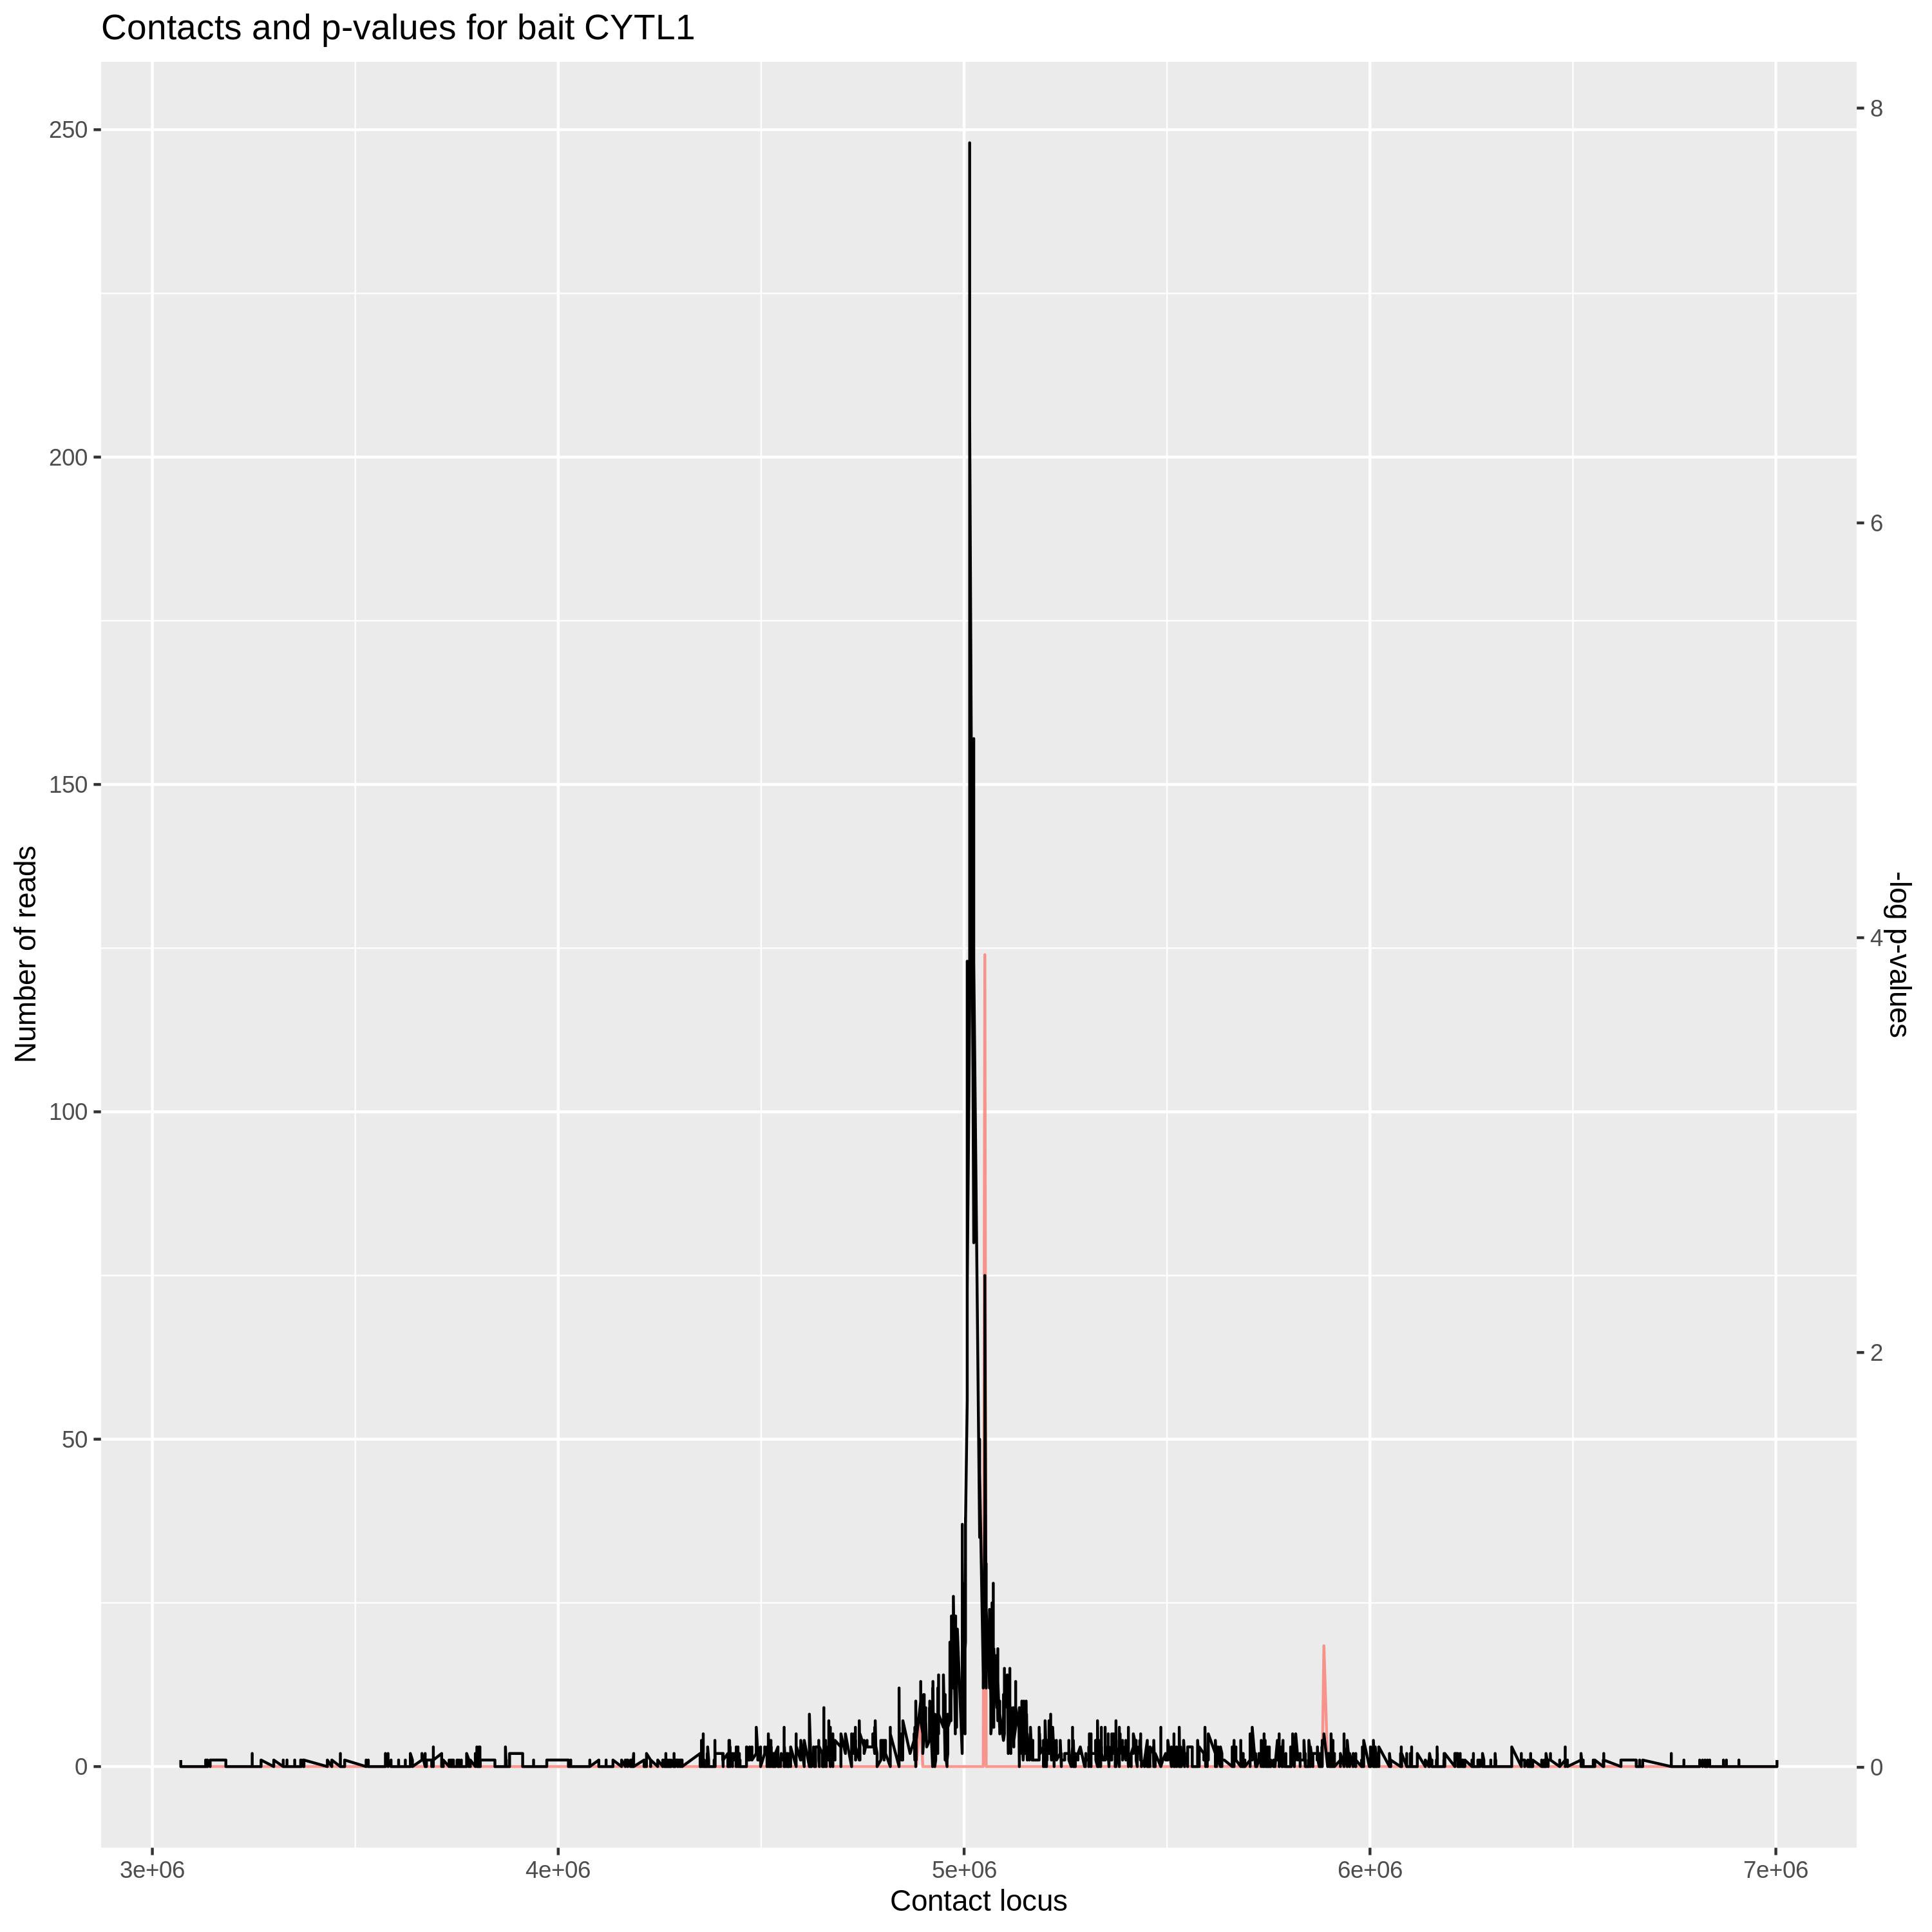 Contacts and p-values for bait CYTL1
250
200
150
100
50
0
Number of reads
8
6
4
2
0
-log p-values
3e+06 4e+06 5e+06 6e+06 7e+06
Contact locus